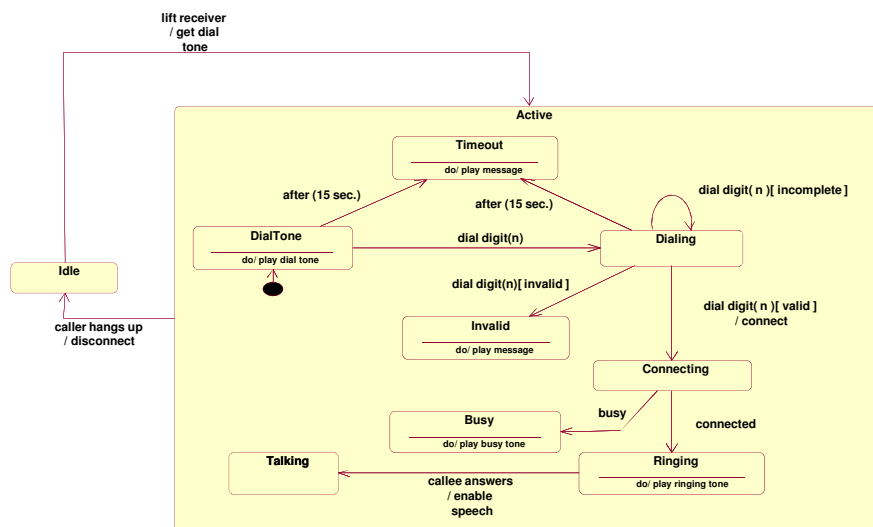 lift receiver
/ get dial
tone
Active
Timeout
do/ play message
after (15 sec.)
after (15 sec.)
dial digit( n )[ incomplete ]
DialTone
do/ play dial tone
dial digit(n)
Dialing
Idle
dial digit(n)[ invalid ]
dial digit( n )[ valid ]
/ connect
caller hangs up
/ disconnect
Invalid
do/ play message
Connecting
Busy
do/ play busy tone
busy
connected
Talking
callee answers
/ enable
speech
Ringing
do/ play ringing tone